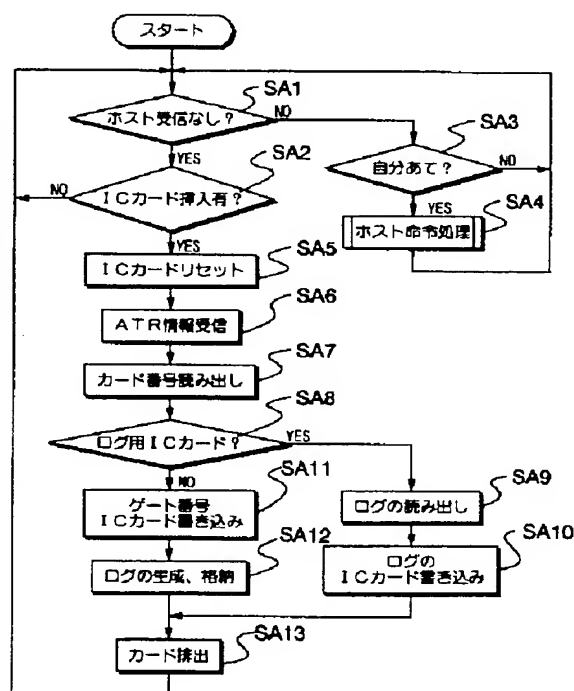 スタート
SA1
ホスト受信なし?
NO
SA3
YES
SA2
自分あて?
NO
NO
ICカード挿入有?
YES
SA4
ホスト命令処理
YES
SA5
ICカードリセット
SA6
ATR情報受信
SA7
カード番号読み出し
SA8
ログ用ICカード?
YES
NO
SA11
SA9
ゲート番号
ICカード書き込み
ログの読み出し
SA12
SA10
ログの生成、格納
ログの
ICカード書き込み
SA13
カード排出